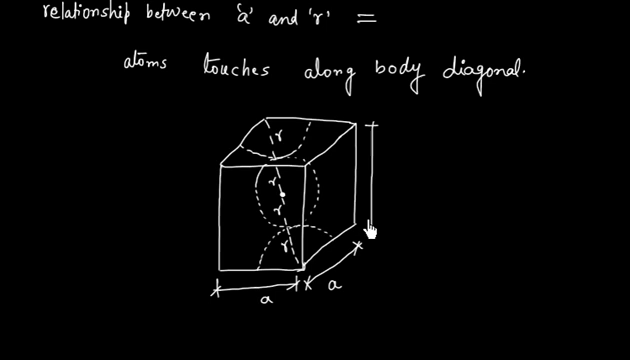 relationship between 'a' and 'r' =
atoms touches along body diagonal.
r
r
r
r
a
a